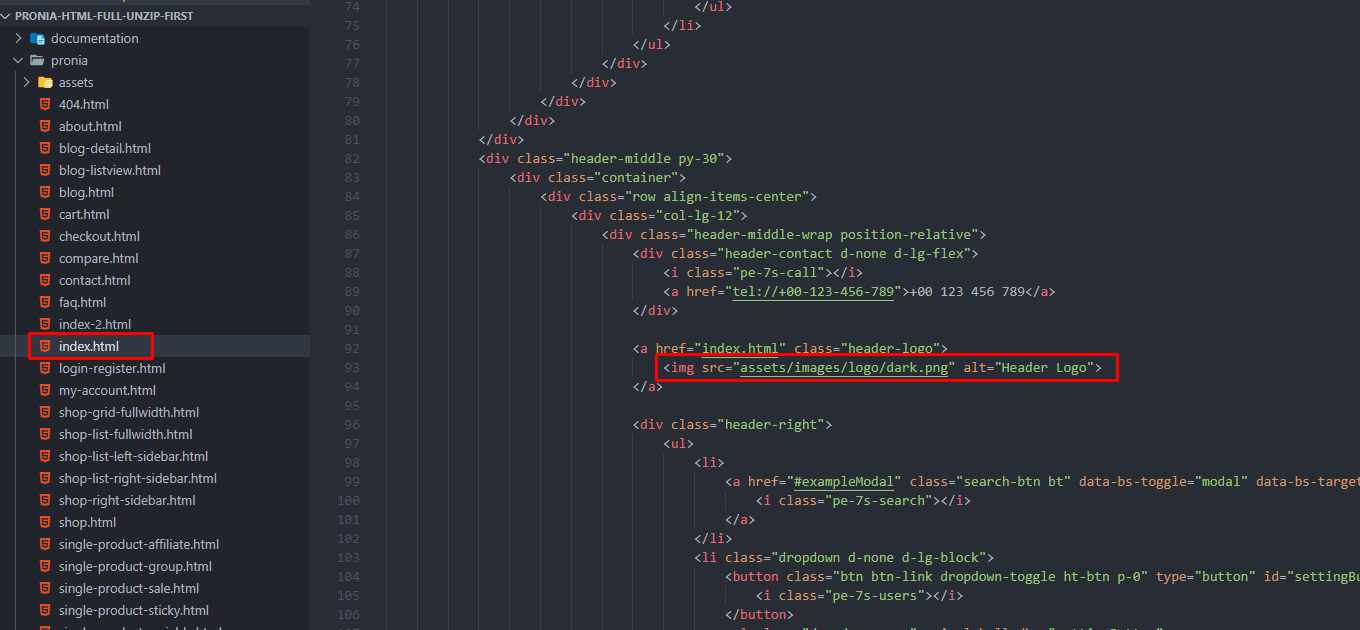 PRONIA-HTML-FULL-UNZIP-FIRST
documentation
pronia
assets
404.html
about.html
blog-detail.html
blog-listview.html
blog.html
cart.html
checkout.html
compare.html
contact.html
faq.html
index-2.html
index.html
login-register.html
my-account.html
shop-grid-fullwidth.html
shop-list-fullwidth.html
shop-list-left-sidebar.html
shop-list-right-sidebar.html
shop-right-sidebar.html
shop.html
single-product-affiliate.html
single-product-group.html
single-product-sale.html
single-product-sticky.html
74 </ul>
75 </li>
76 </ul>
77 </div>
78 </div>
79 </div>
80 </div>
81 </div>
82 <div class="header-middle py-30">
83 <div class="container">
84 <div class="row align-items-center">
85 <div class="col-lg-12">
86 <div class="header-middle-wrap position-relative">
87 <div class="header-contact d-none d-lg-flex">
88 <i class="pe-7s-call"></i>
89 <a href="tel://+00-123-456-789">+00 123 456 789</a>
90 </div>
91
92 <a href="index.html" class="header-logo">
93 <img src="assets/images/logo/dark.png" alt="Header Logo">
94 </a>
95
96 <div class="header-right">
97 <ul>
98 <li>
99 <a href="#exampleModal" class="search-btn bt" data-bs-toggle="modal" data-bs-target
100 <i class="pe-7s-search"></i>
101 </a>
102 </li>
103 <li class="dropdown d-none d-lg-block">
104 <button class="btn btn-link dropdown-toggle ht-btn p-0" type="button" id="settingBu
105 <i class="pe-7s-users"></i>
106 </button>